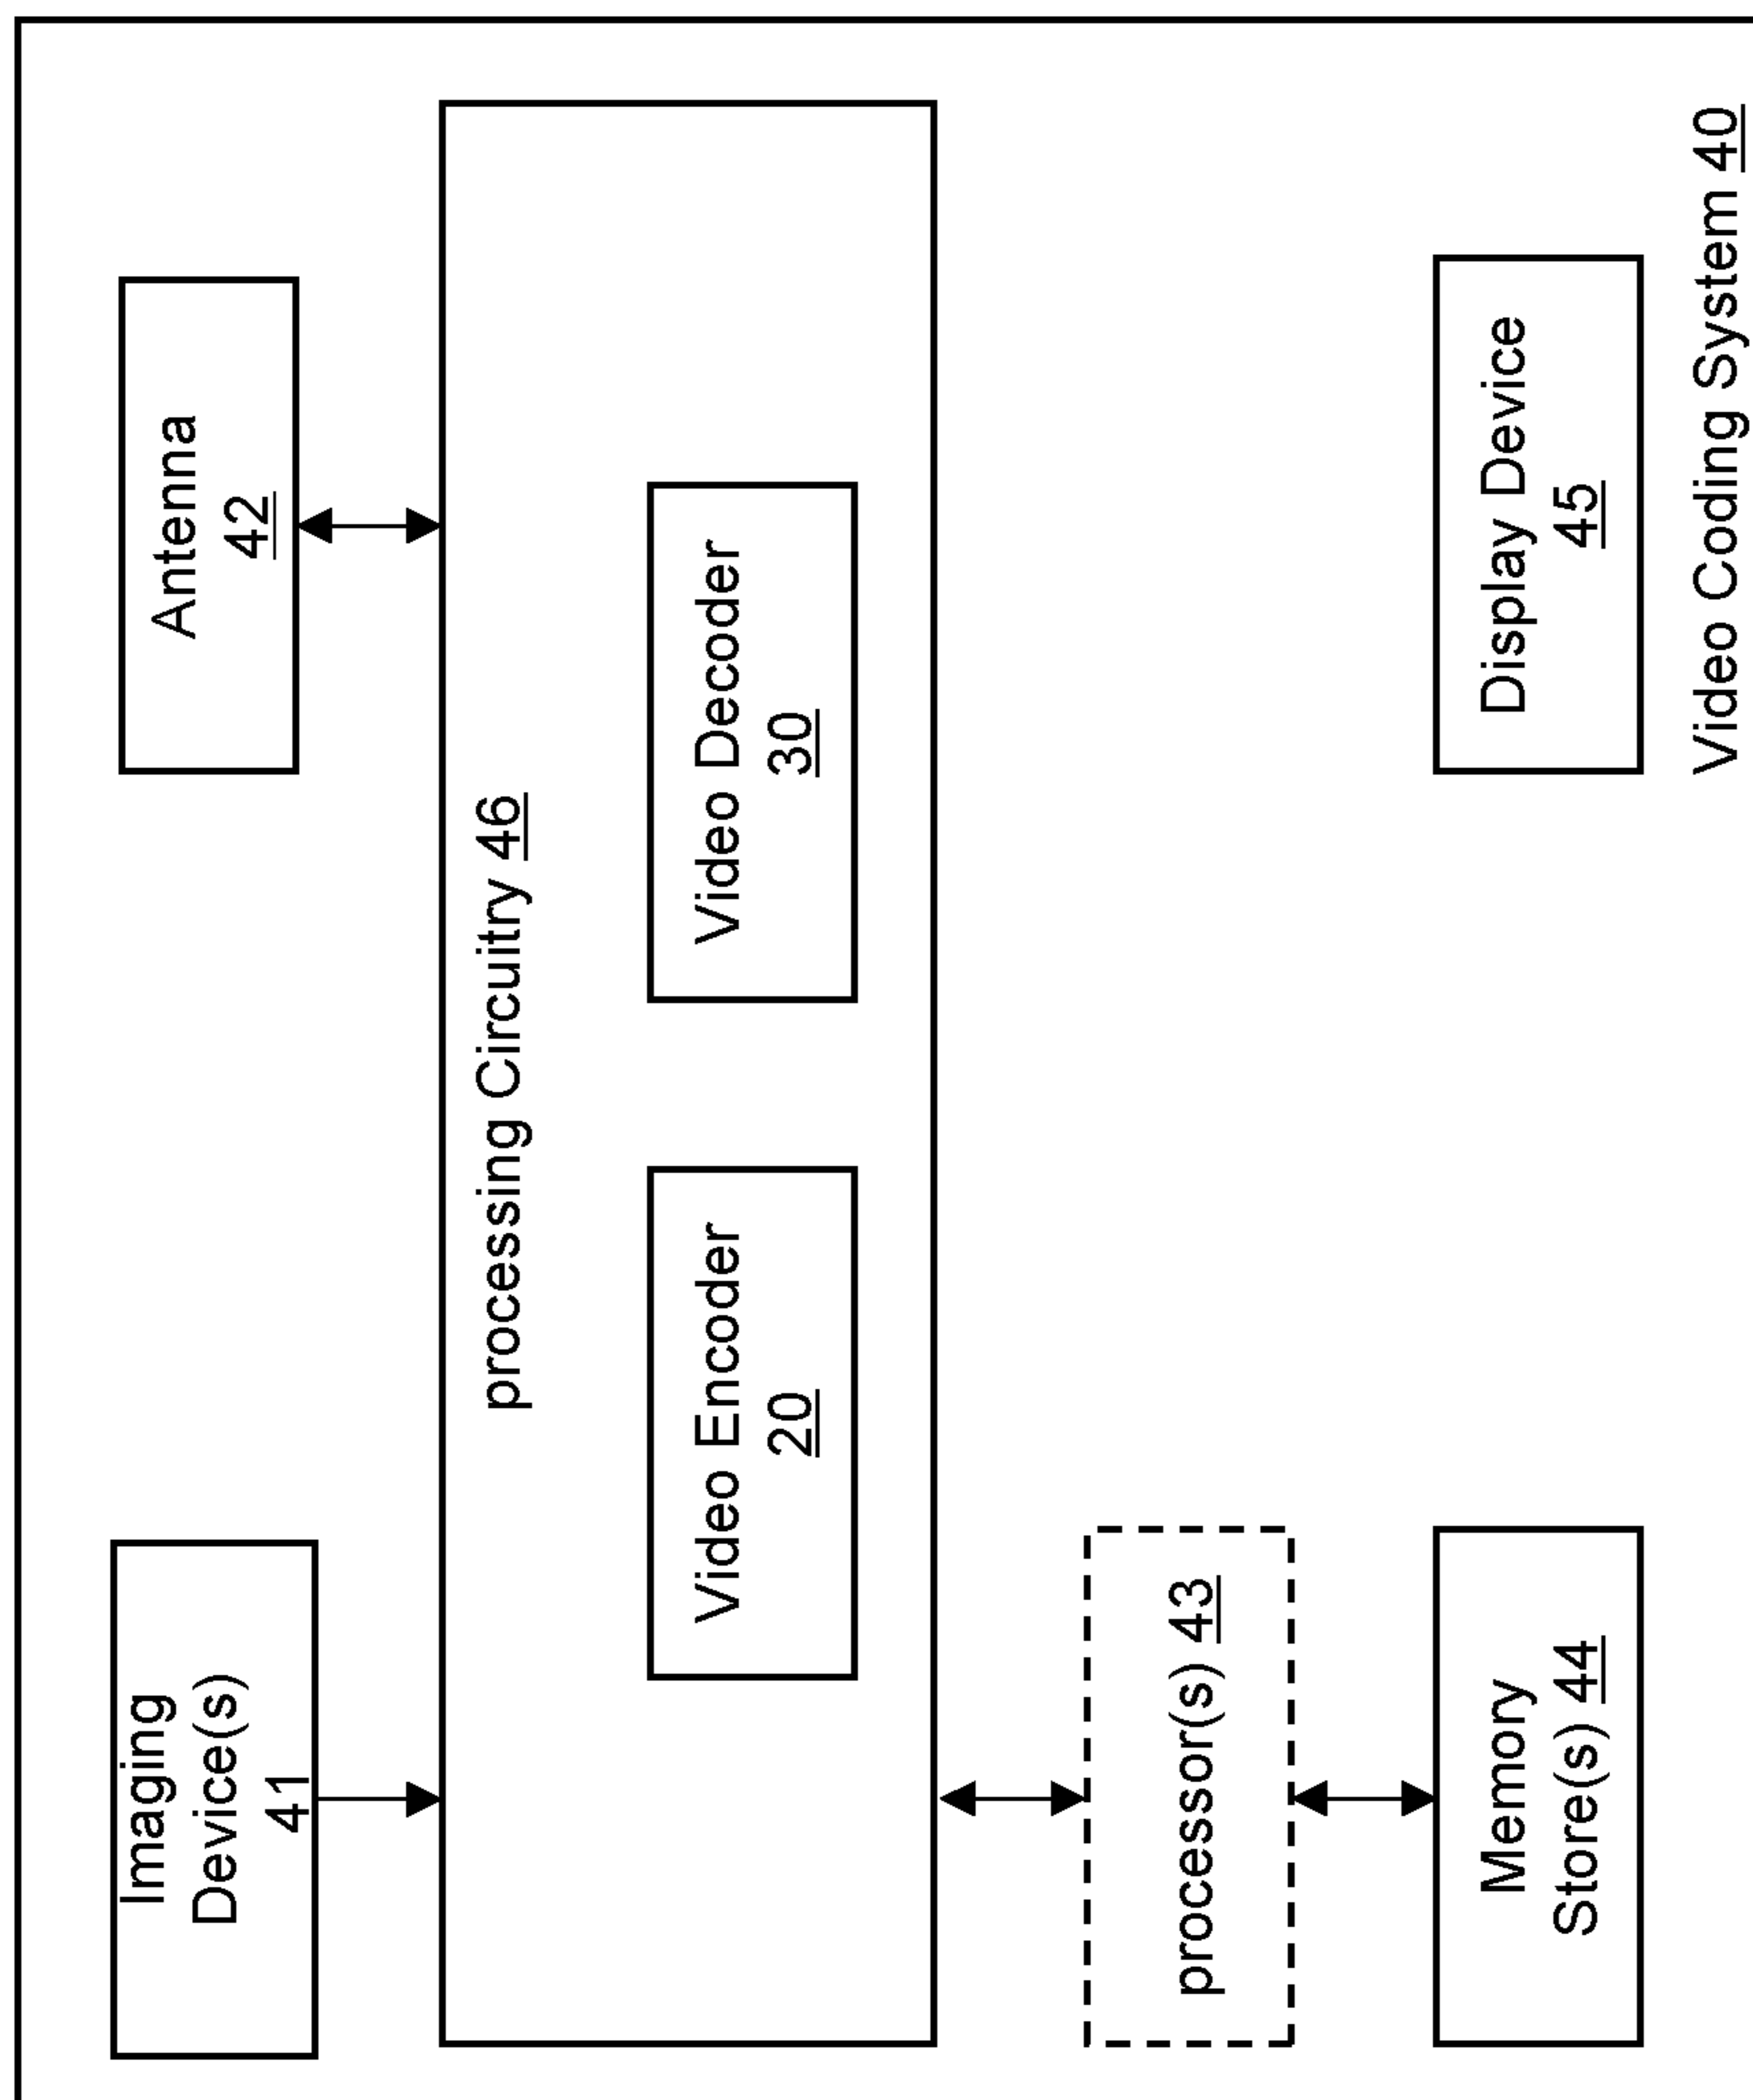 Imaging
Device(s)
41
Antenna
42
processing Circuitry 46
Video Encoder
20
Video Decoder
30
processor(s) 43
Memory
Store(s) 44
Display Device
45
Video Coding System 40